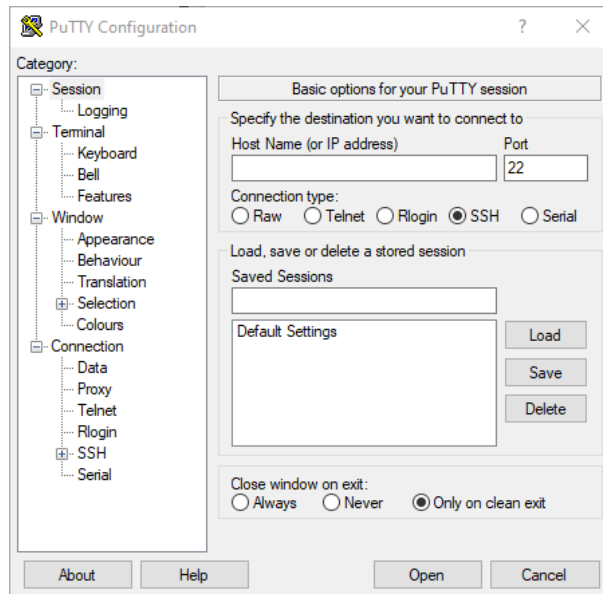 PuTTY Configuration
?
Category:
Session
Logging
Terminal
Keyboard
Bell
Features
Window
Appearance
Behaviour
Translation
Selection
Colours
Connection
Data
Proxy
Telnet
Rlogin
SSH
Serial
Basic options for your PuTTY session
Specify the destination you want to connect to
Host Name (or IP address) Port
22
Connection type:
Raw Telnet Rlogin SSH Serial
Load, save or delete a stored session
Saved Sessions
Default Settings
Load
Save
Delete
Close window on exit:
Always Never Only on clean exit
About Help Open Cancel